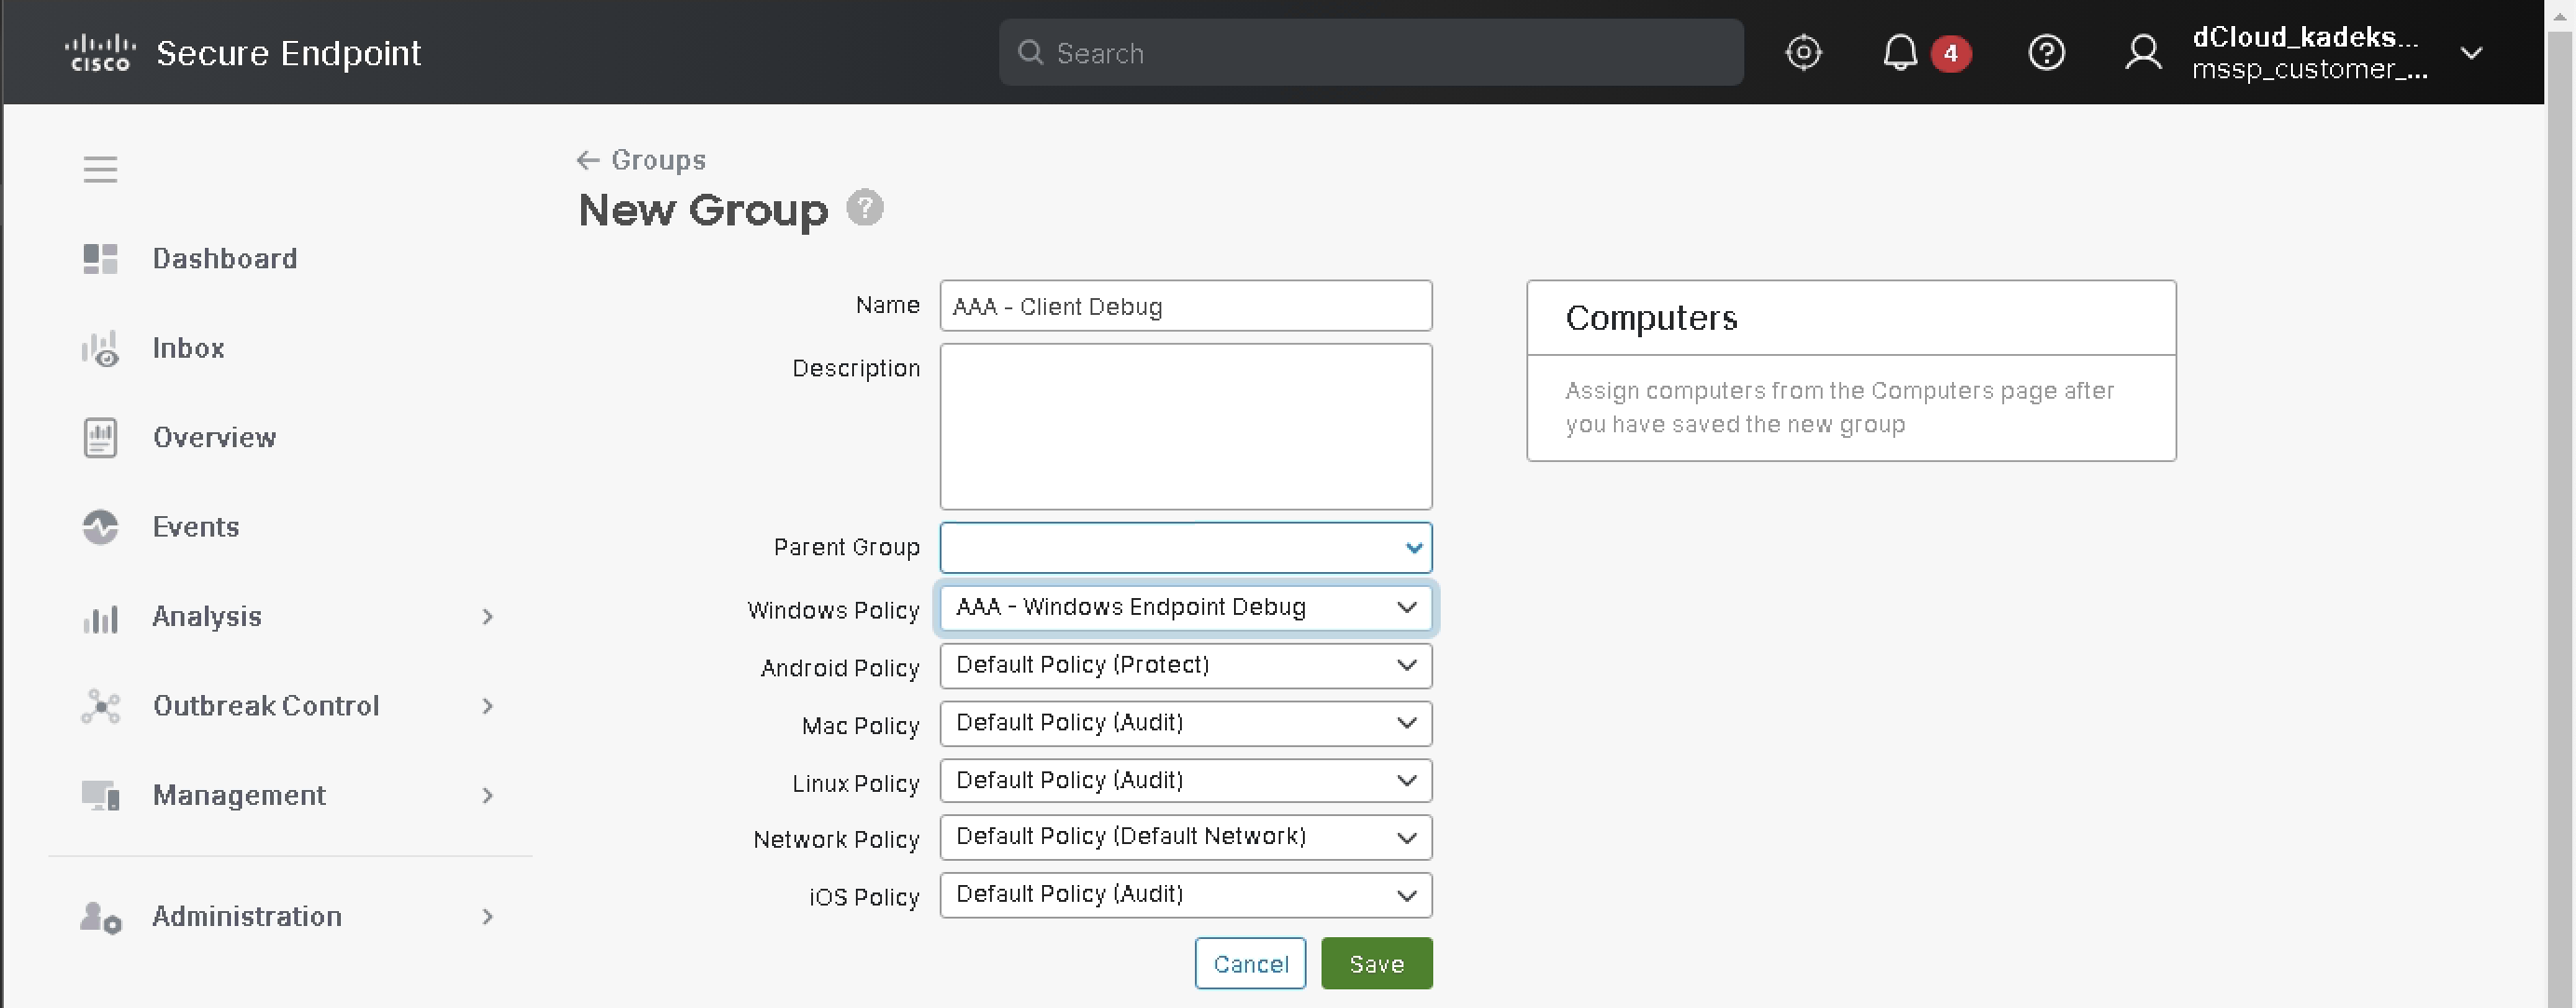 CISCO Secure Endpoint
Search
4
dCloud_kadeks...
mssp_customer_...
Dashboard
Inbox
Overview
Events
Analysis
Outbreak Control
Management
Administration
← Groups
New Group ?
Name AAA - Client Debug
Description
Parent Group
Windows Policy AAA - Windows Endpoint Debug
Android Policy Default Policy (Protect)
Mac Policy Default Policy (Audit)
Linux Policy Default Policy (Audit)
Network Policy Default Policy (Default Network)
iOS Policy Default Policy (Audit)
Cancel Save
Computers
Assign computers from the Computers page after
you have saved the new group